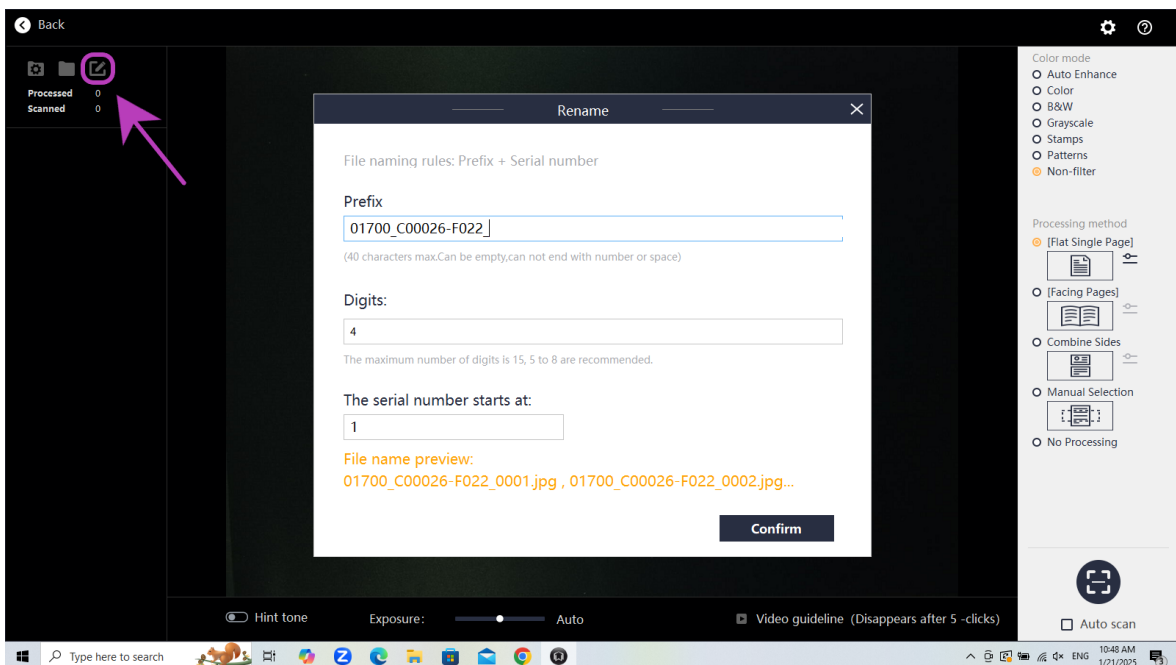 Back
Processed 0
Scanned 0
Rename
File naming rules: Prefix + Serial number
Prefix
01700_C00026-F022_
(40 characters max.Can be empty,can not end with number or space)
Digits:
4
The maximum number of digits is 15, 5 to 8 are recommended.
The serial number starts at:
1
File name preview:
01700_C00026-F022_0001.jpg , 01700_C00026-F022_0002.jpg...
Confirm
Color mode
Auto Enhance
Color
B&W
Grayscale
Stamps
Patterns
Non-filter
Processing method
[Flat Single Page]
[Facing Pages]
Combine Sides
Manual Selection
No Processing
Hint tone
Exposure:
Auto
Video guideline (Disappears after 5 -clicks)
Auto scan
Type here to search
ENG
10:48 AM
1/21/2025